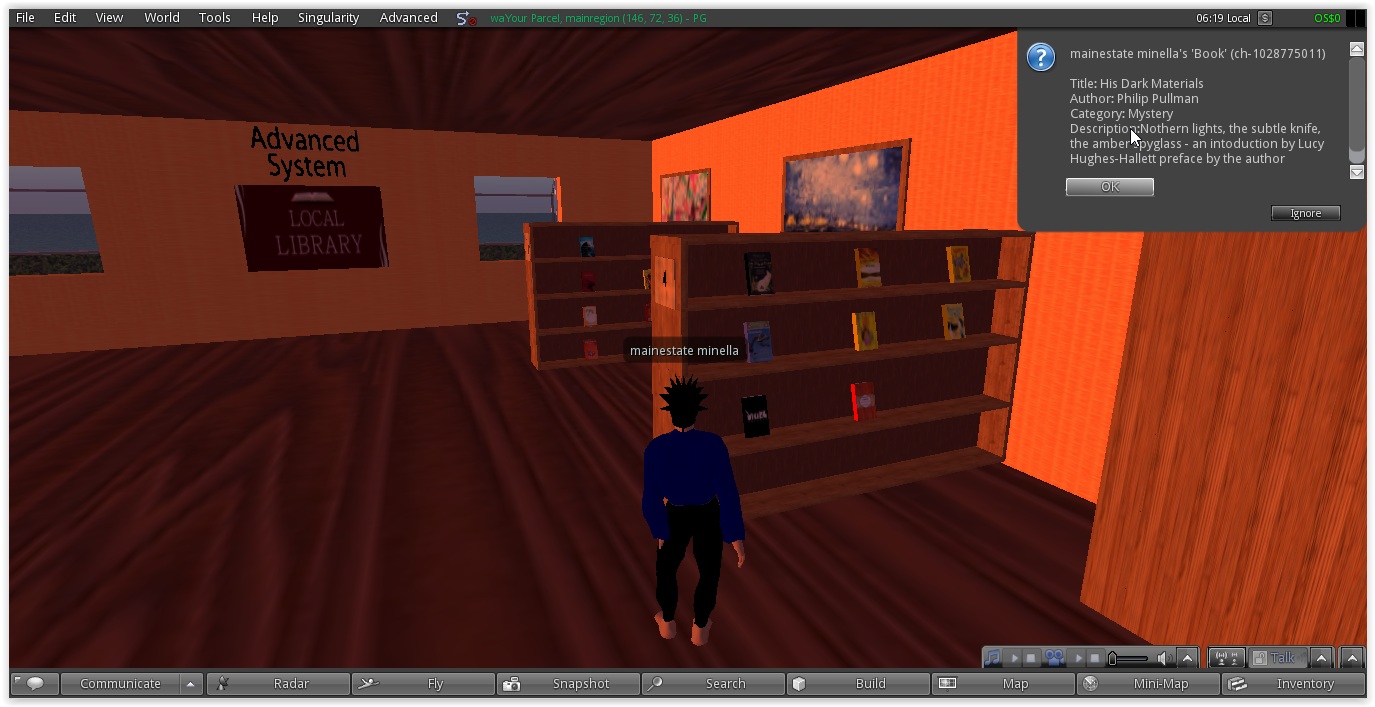 File Edit View World Tools Help Singularity Advanced waYour Parcel, mainregion (146, 72, 36) - PG 06:19 Local $ OS$0
mainestate minella's 'Book' (ch-1028775011)
Title: His Dark Materials
Author: Philip Pullman
Category: Mystery
Description:Nothern lights, the subtle knife,
the amber spyglass - an intoduction by Lucy
Hughes-Hallett preface by the author
OK
Ignore
Advanced
System
LOCAL
LIBRARY
mainestate minella
Talk
Communicate Radar Fly Snapshot Search Build Map Mini-Map Inventory